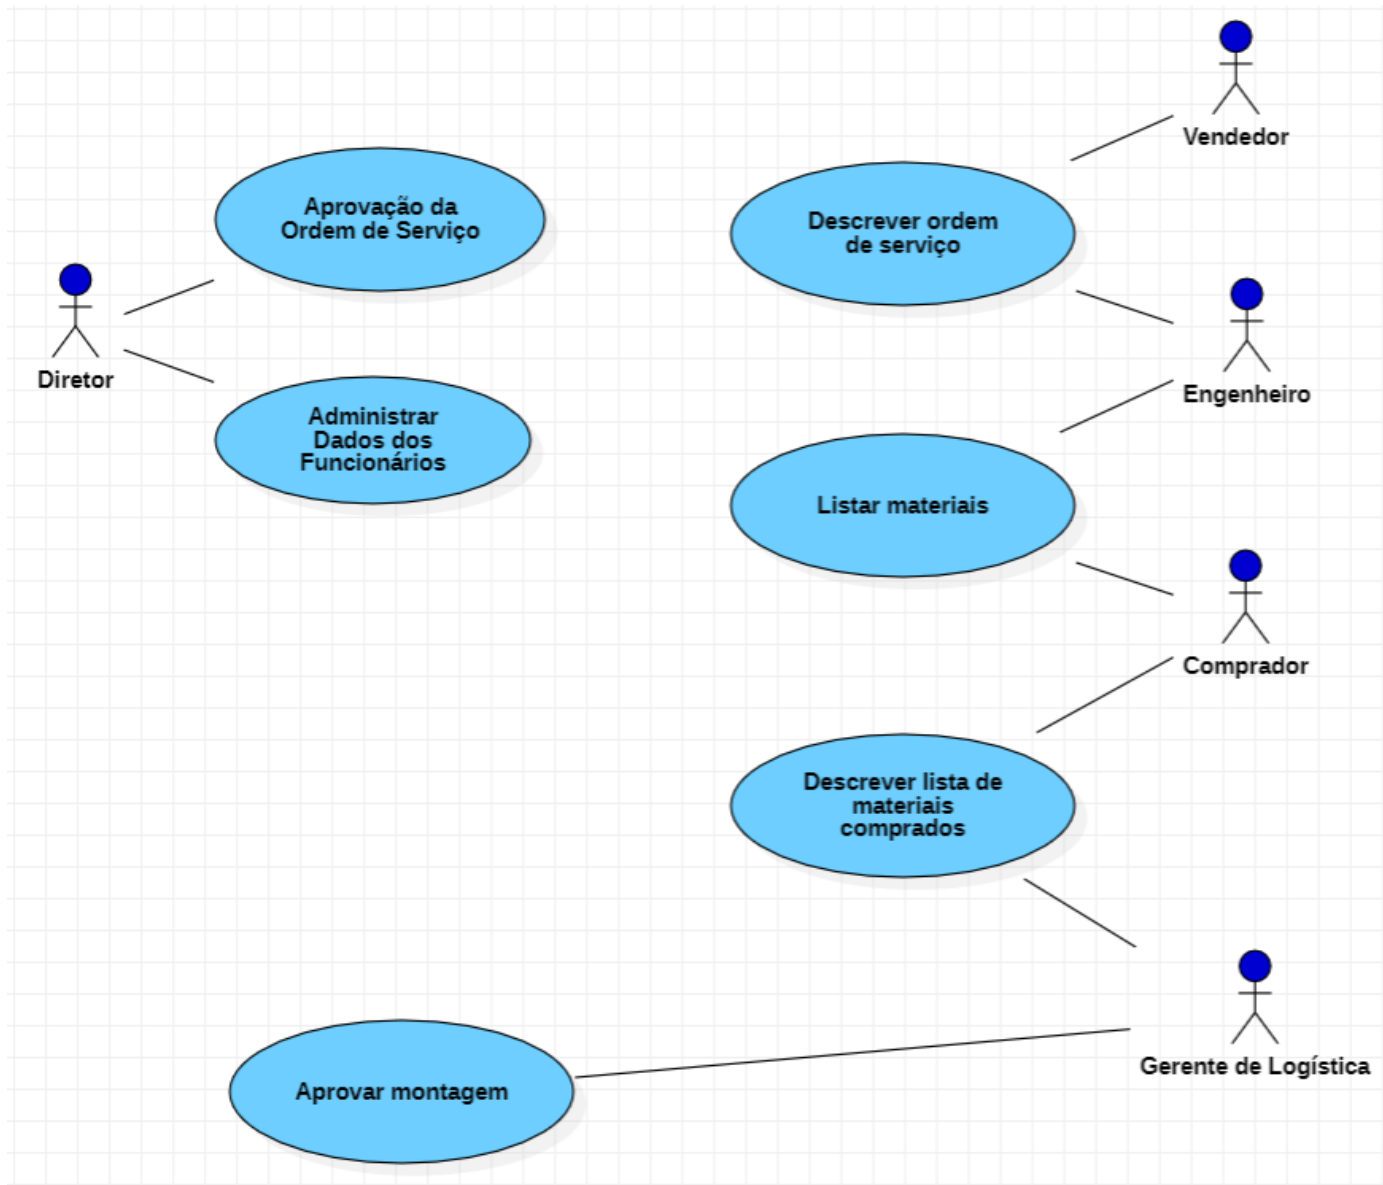 Vendedor
Aprovação da
Ordem de Serviço
Descrever ordem
de serviço
Diretor
Engenheiro
Administrar
Dados dos
Funcionários
Listar materiais
Comprador
Descrever lista de
materiais
comprados
Gerente de Logística
Aprovar montagem